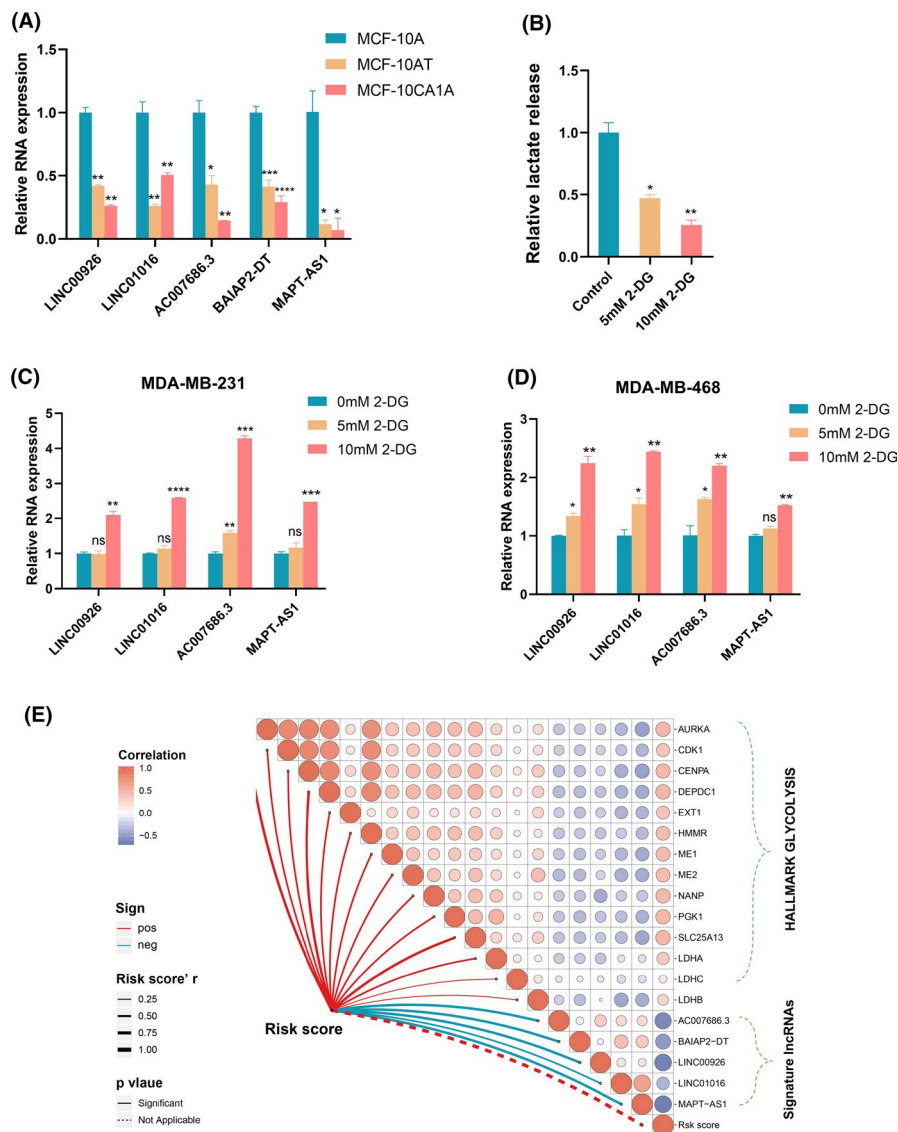 (A)
MCF-10A
MCF-10AT
MCF-10CA1A
Relative RNA expression
1.5
1.0
0.5
0.0
** ** ** ** * ** *** **** * *
LINC00926
LINC01016
AC007686.3
BAIAP2-DT
MAPT-AS1
(B)
Relative lactate release
1.5
1.0
0.5
0.0
* **
Control
5mM 2-DG
10mM 2-DG
(C)
MDA-MB-231
0mM 2-DG
5mM 2-DG
10mM 2-DG
Relative RNA expression
5
4
3
2
1
0
ns ** ns **** ** *** ns ***
LINC00926
LINC01016
AC007686.3
MAPT-AS1
(D)
MDA-MB-468
0mM 2-DG
5mM 2-DG
10mM 2-DG
Relative RNA expression
3
2
1
0
* ** * ** * ** ns **
LINC00926
LINC01016
AC007686.3
MAPT-AS1
(E)
Correlation
1.0
0.5
0.0
−0.5
Sign
pos
neg
Risk score' r
0.25
0.50
0.75
1.00
p vlaue
Significant
Not Applicable
Risk score
AURKA
CDK1
CENPA
DEPDC1
EXT1
HMMR
ME1
ME2
NANP
PGK1
SLC25A13
LDHA
LDHC
LDHB
AC007686.3
BAIAP2−DT
LINC00926
LINC01016
MAPT−AS1
Rsk score
HALLMARK GLYCOLYSIS
Signature lncRNAs